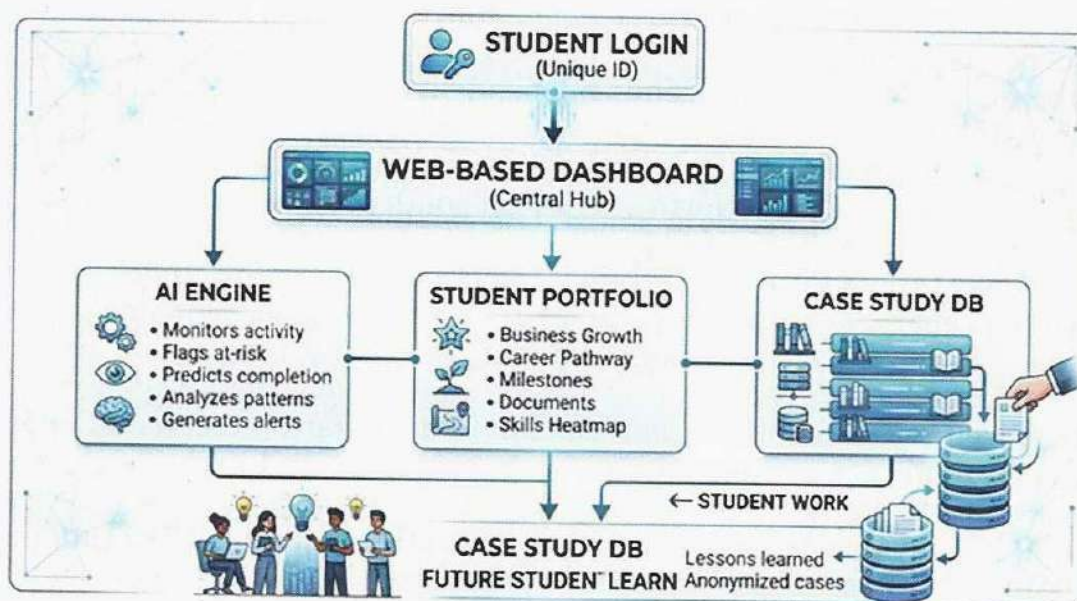 STUDENT LOGIN
(Unique ID)
WEB-BASED DASHBOARD
(Central Hub)
AI ENGINE
• Monitors activity
• Flags at-risk
• Predicts completion
• Analyzes patterns
• Generates alerts
STUDENT PORTFOLIO
• Business Growth
• Career Pathway
• Milestones
• Documents
• Skills Heatmap
CASE STUDY DB
← STUDENT WORK
CASE STUDY DB
FUTURE STUDEN LEARN
Lessons learned
Anonymized cases